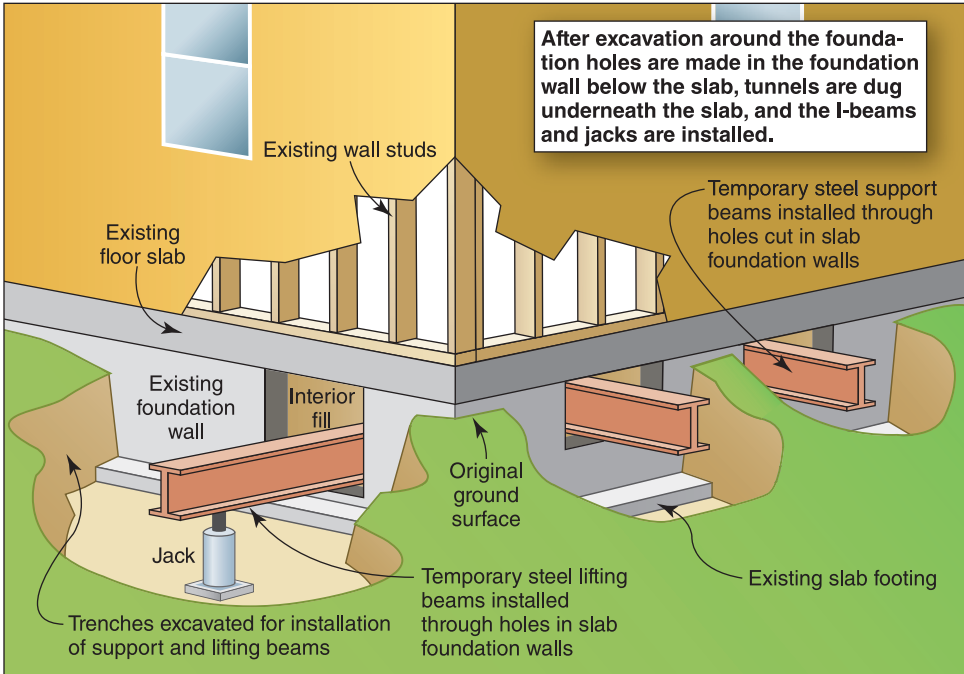 After excavation around the founda-
tion holes are made in the foundation
wall below the slab, tunnels are dug
underneath the slab, and the I-beams
and jacks are installed.
Existing wall studs
Temporary steel support
beams installed through
holes cut in slab
foundation walls
Existing
floor slab
Existing
foundation
wall
Interior
fill
Original
ground
surface
Jack
Temporary steel lifting
beams installed
through holes in slab
foundation walls
Existing slab footing
Trenches excavated for installation
of support and lifting beams